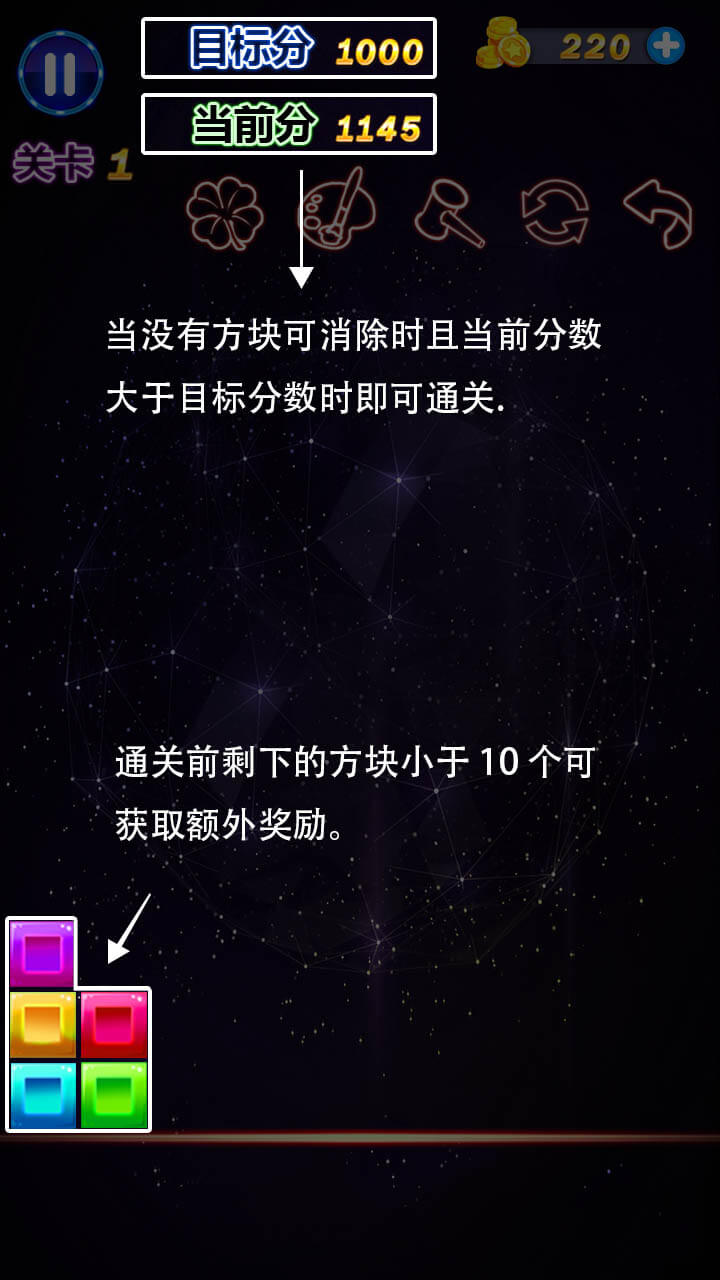 目标分 1000
220
当前分 1145
关卡 1
当没有方块可消除时且当前分数
大于目标分数时即可通关.
通关前剩下的方块小于 10 个可
获取额外奖励。